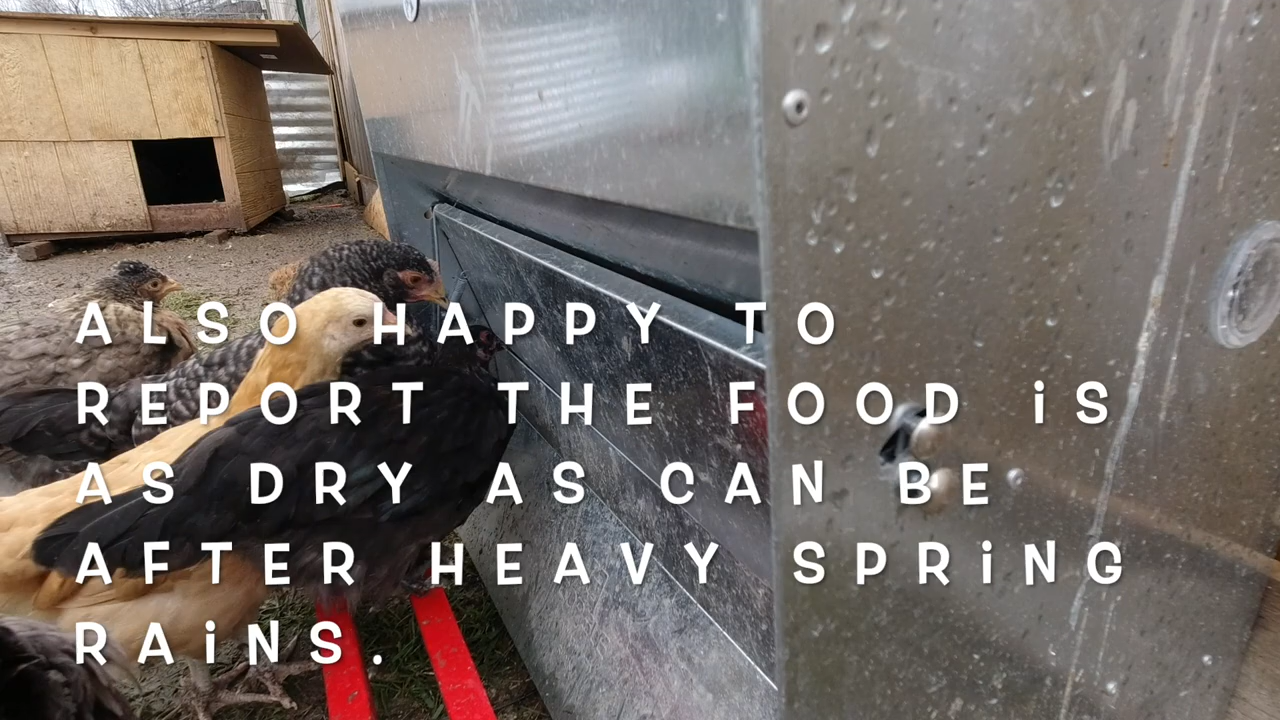 ALSO HAPPY TO
REPORT THE FOOD iS
AS DRY AS CAN BE
AFTER HEAVY SPRiNG
RAiNS.